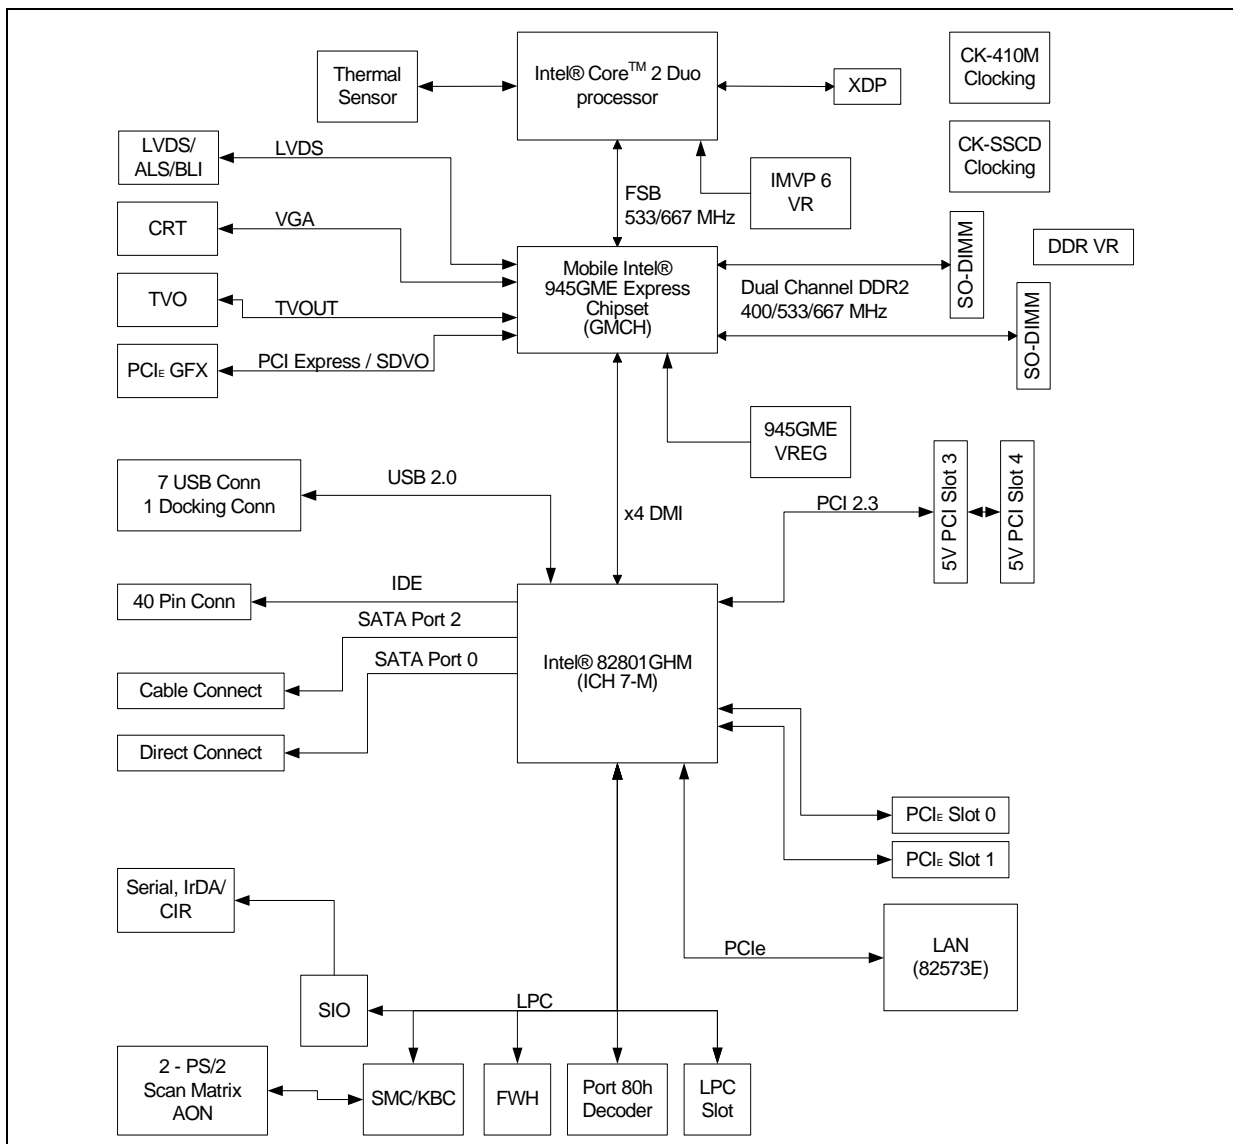 Thermal
Sensor
Intel® Core™ 2 Duo
processor
XDP
CK-410M
Clocking
CK-SSCD
Clocking
LVDS/
ALS/BLI
LVDS
FSB
533/667 MHz
IMVP 6
VR
CRT
VGA
Mobile Intel®
945GME Express
Chipset
(GMCH)
Dual Channel DDR2
400/533/667 MHz
SO-DIMM
SO-DIMM
DDR VR
TVO
TVOUT
PCIE GFX
PCI Express / SDVO
945GME
VREG
7 USB Conn
1 Docking Conn
USB 2.0
x4 DMI
PCI 2.3
5V PCI Slot 3
5V PCI Slot 4
40 Pin Conn
IDE
SATA Port 2
SATA Port 0
Intel® 82801GHM
(ICH 7-M)
Cable Connect
Direct Connect
PCIE Slot 0
PCIE Slot 1
Serial, IrDA/
CIR
PCIe
LAN
(82573E)
SIO
LPC
2 - PS/2
Scan Matrix
AON
SMC/KBC
FWH
Port 80h
Decoder
LPC
Slot